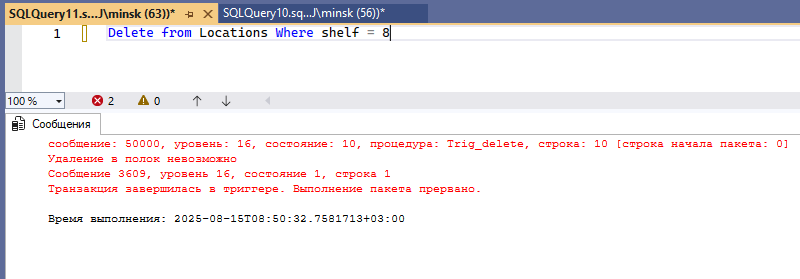 SQLQuery11.s...J\minsk (63))*
SQLQuery10.sq...J\minsk (56))*
1 Delete from Locations Where shelf = 8
100 % 2 0
Сообщения
сообщение: 50000, уровень: 16, состояние: 10, процедура: Trig_delete, строка: 10 [строка начала пакета: 0]
Удаление в полок невозможно
Сообщение 3609, уровень 16, состояние 1, строка 1
Транзакция завершилась в триггере. Выполнение пакета прервано.
Время выполнения: 2025-08-15T08:50:32.7581713+03:00